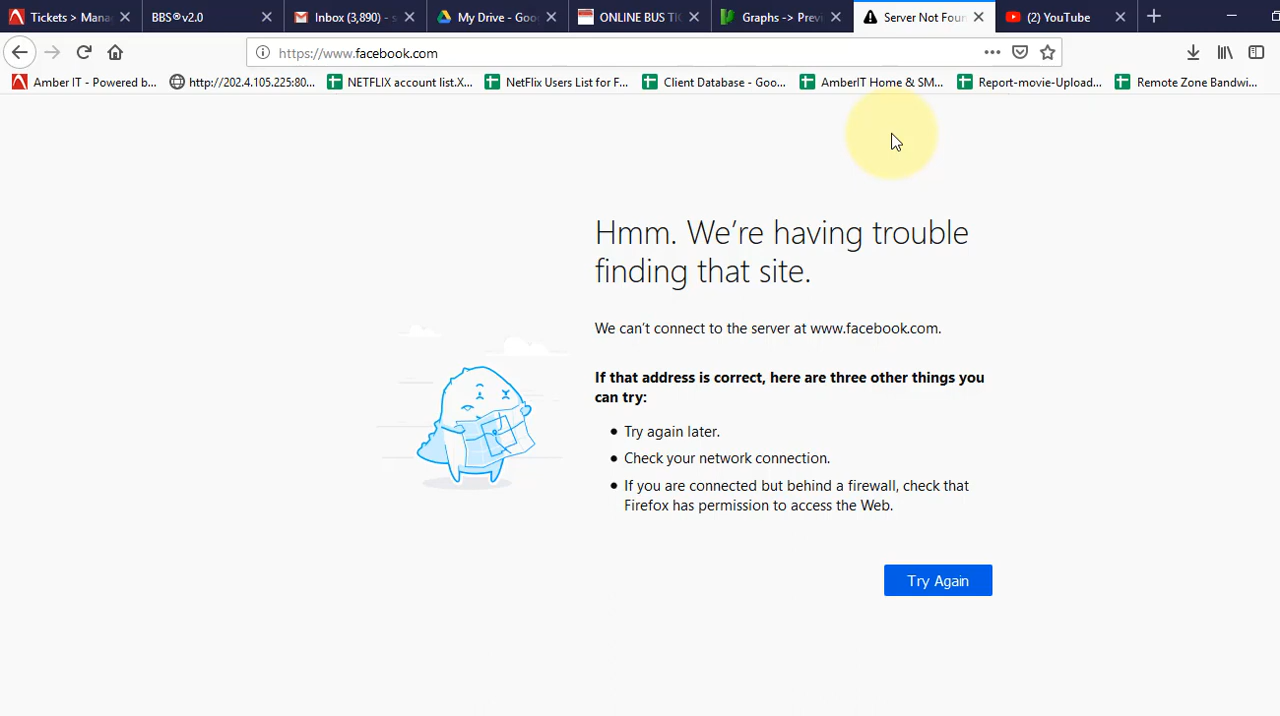 Tickets > Mana
BBS®v2.0
Inbox (3,890) - s
My Drive - Goo
ONLINE BUS TIC
Graphs -> Previ
Server Not Foun
(2) YouTube
https://www.facebook.com
Amber IT - Powered b...
http://202.4.105.225:80...
NETFLIX account list.X...
NetFlix Users List for F...
Client Database - Goo...
AmberIT Home & SM...
Report-movie-Upload...
Remote Zone Bandwi...
Hmm. We're having trouble
finding that site.
We can't connect to the server at www.facebook.com.
If that address is correct, here are three other things you
can try:
• Try again later.
• Check your network connection.
• If you are connected but behind a firewall, check that
Firefox has permission to access the Web.
Try Again